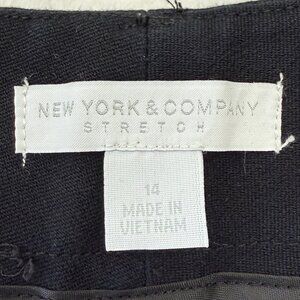 NEW YORK & COMPANY
STRETCH
14
MADE IN
VIETNAM